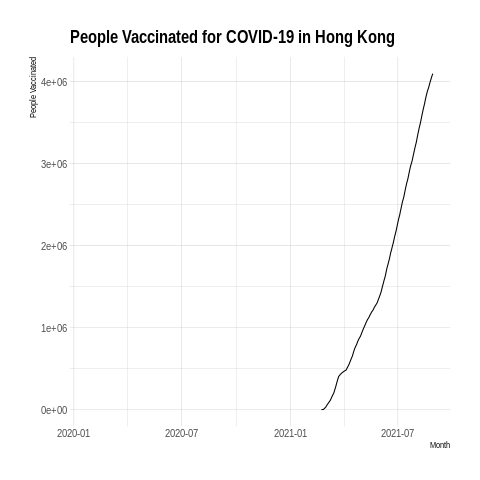 People Vaccinated for COVID-19 in Hong Kong
People Vaccinated
4e+06
3e+06
2e+06
1e+06
0e+00
2020-01 2020-07 2021-01 2021-07
Month